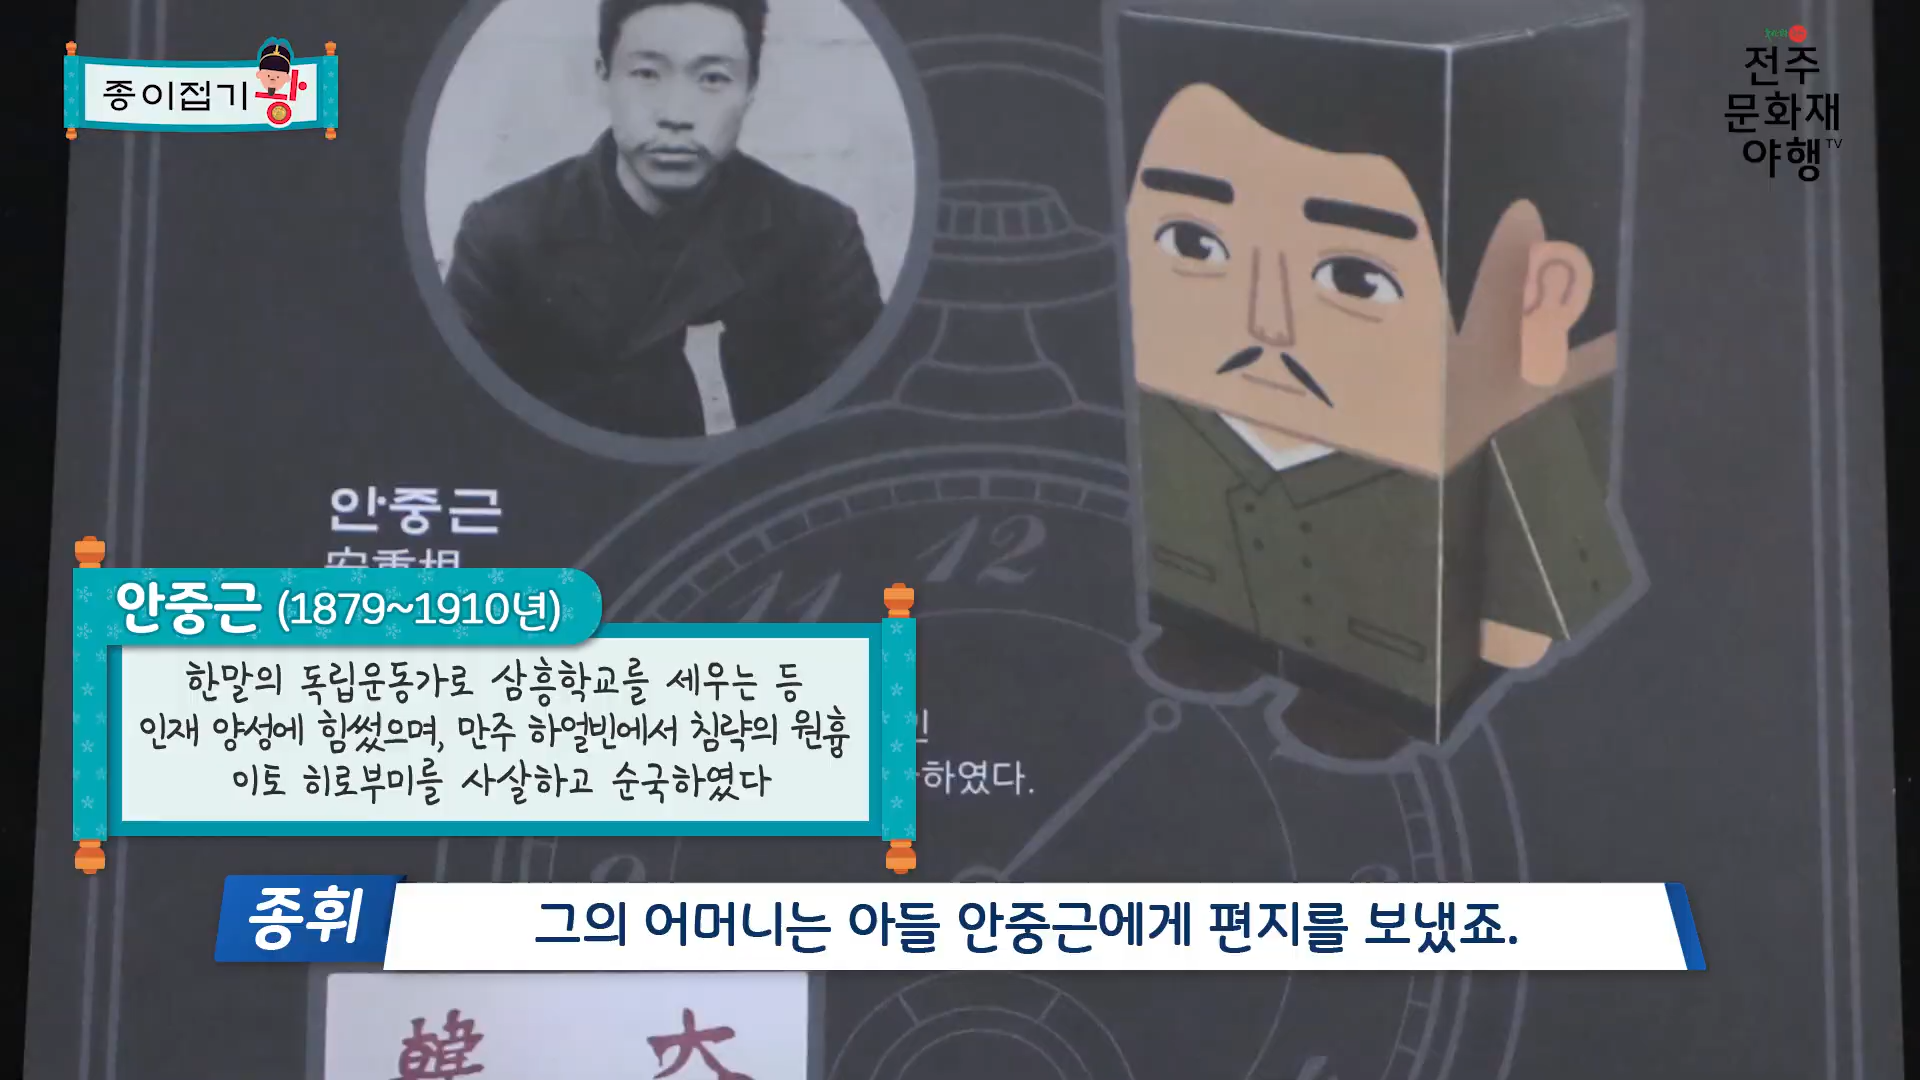 종이접기왕
전주
문화재
야행 TV
안중근
12
11
안중근 (1879~1910년)
한말의 독립운동가로 삼흥학교를 세우는 등
인재 양성에 힘썼으며, 만주 하얼빈에서 침략의 원흉
이토 히로부미를 사살하고 순국하였다
하였다.
종휘
그의 어머니는 아들 안중근에게 편지를 보냈죠.
韓 大